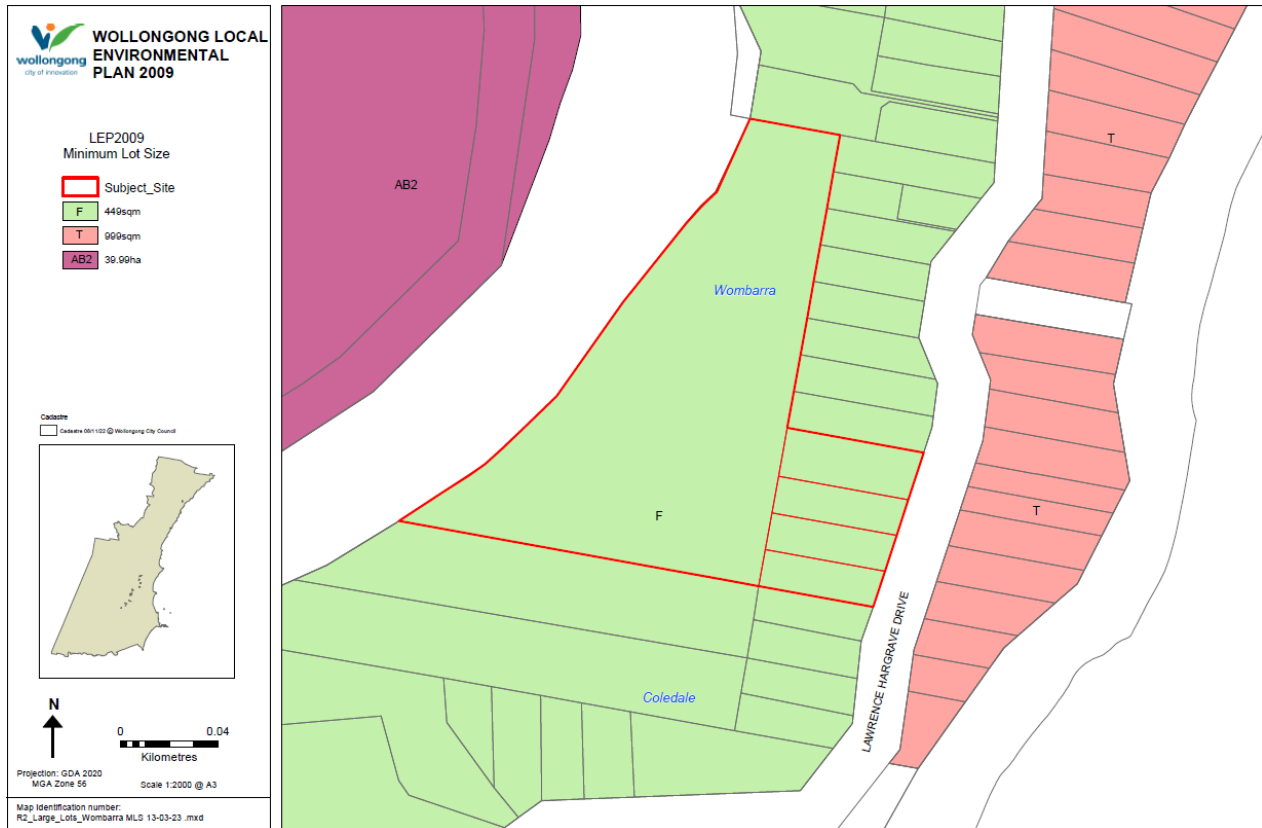 wollongong
city of innovation
WOLLONGONG LOCAL
ENVIRONMENTAL
PLAN 2009
LEP2009
Minimum Lot Size
Subject_Site
F 449sqm
T 999sqm
AB2 39.99ha
Cadastre
Cadastre 08/11/22 @ Wollongong City Council
N
0 0.04
Kilometres
Projection: GDA 2020
MGA Zone 56
Scale 1:2000 @ A3
Map Identification number:
R2_Large_Lots_Wombarra MLS 13-03-23 .mxd
AB2
T
Wombarra
F
T
LAWRENCE HARGRAVE DRIVE
Coledale